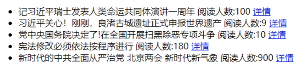 记习近平瑞士发表人类命运共同体演讲一周年 阅读人数:100 详情
习近平关心！刚刚，良渚古城遗址正式申报世界遗产 阅读人数:9 详情
党中央国务院决定了!在全国开展扫黑除恶专项斗争 阅读人数:10 详情
宪法修改必须依法按程序进行 阅读人数:180 详情
新时代的中共全面从严治党 北京两会 新时代新气象 阅读人数:900 详情